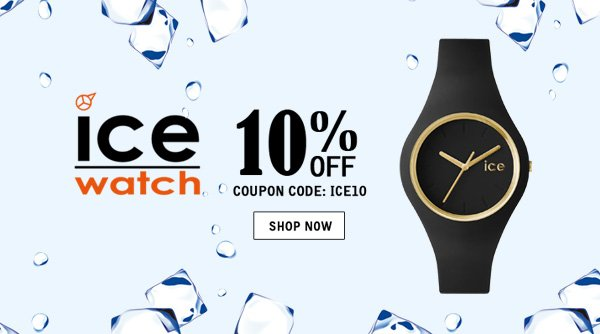 ice
watch
10%
OFF
COUPON CODE: ICE10
SHOP NOW
ice